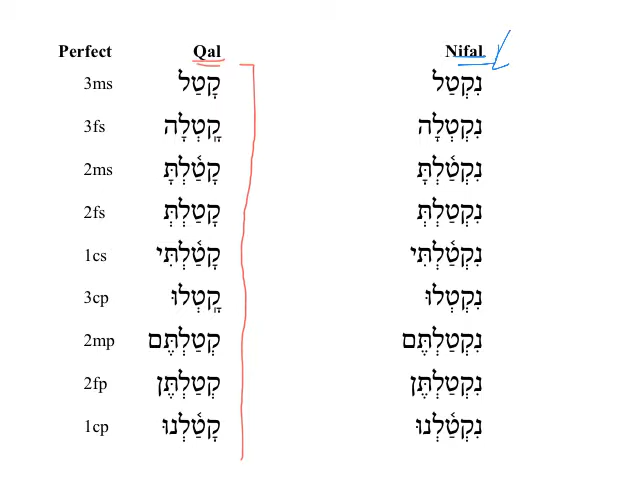 Perfect Qal Nifal
3ms קָטַל נִקְטַל
3fs קָֽטְלָה נִקְטְלָה
2ms קָטַ֫לְתָּ נִקְטַ֫לְתָּ
2fs קָטַלְתְּ נִקְטַלְתְּ
1cs קָטַ֫לְתִּי נִקְטַ֫לְתִּי
3cp קָֽטְלוּ נִקְטְלוּ
2mp קְטַלְתֶּם נִקְטַלְתֶּם
2fp קְטַלְתֶּן נִקְטַלְתֶּן
1cp קָטַ֫לְנוּ נִקְטַ֫לְנוּ